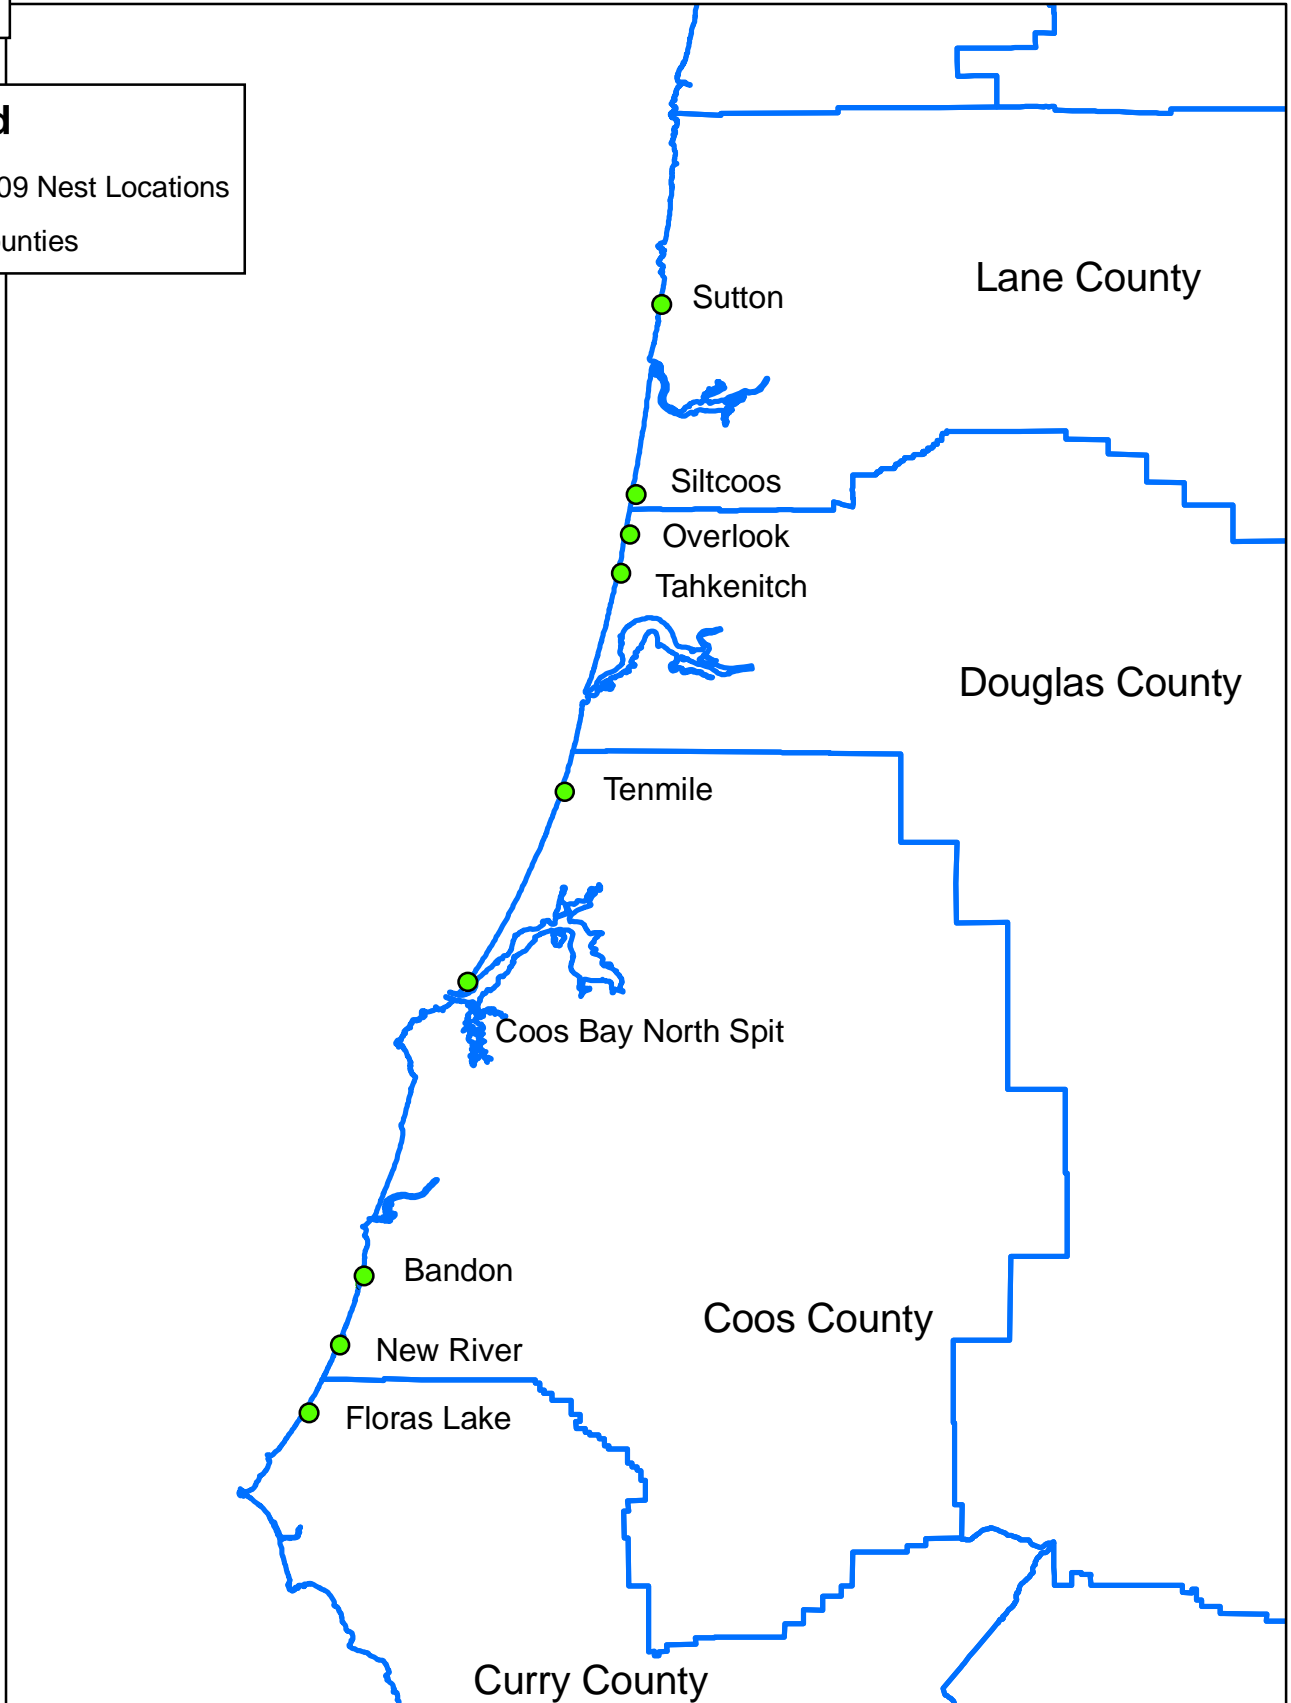 09 Nest Locations
Sutton
Lane County
Siltcoos
Overlook
Tahkenitch
Douglas County
Tenmile
Coos Bay North Spit
Bandon
Coos County
New River
Floras Lake
Curry County